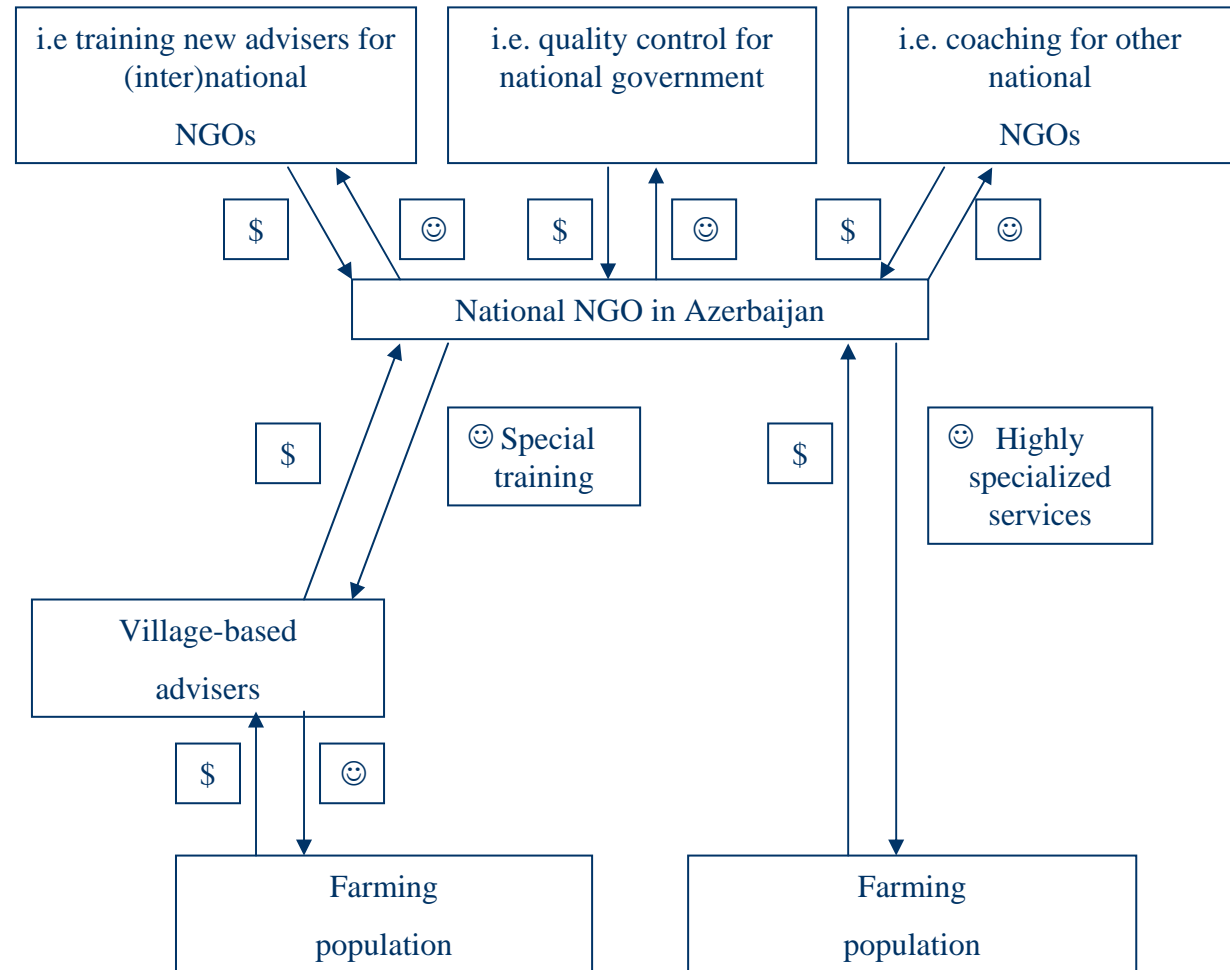 i.e training new advisers for
(inter)national
NGOs
i.e. quality control for
national government
i.e. coaching for other
national
NGOs
$
☺
$
☺
$
☺
National NGO in Azerbaijan
$
☺ Special
training
$
☺ Highly
specialized
services
Village-based
advisers
$
☺
Farming
population
Farming
population